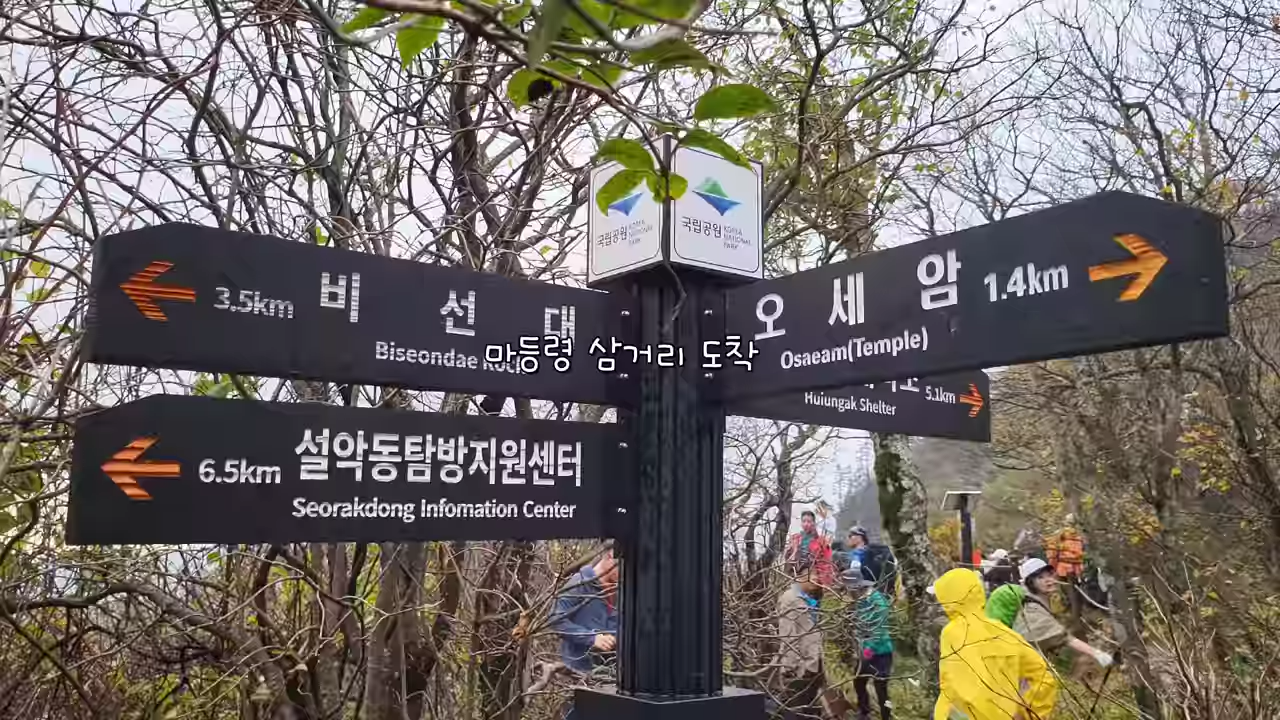 국립공원 KOREA NATIONAL PARK
국립공원 KOREA NATIONAL PARK
3.5km 비선대
Biseondae Rock
오세암 1.4km
Osaeam(Temple)
마등령 삼거리 도착
5.1km
Huiungak Shelter
6.5km 설악동탐방지원센터
Seorakdong Infomation Center